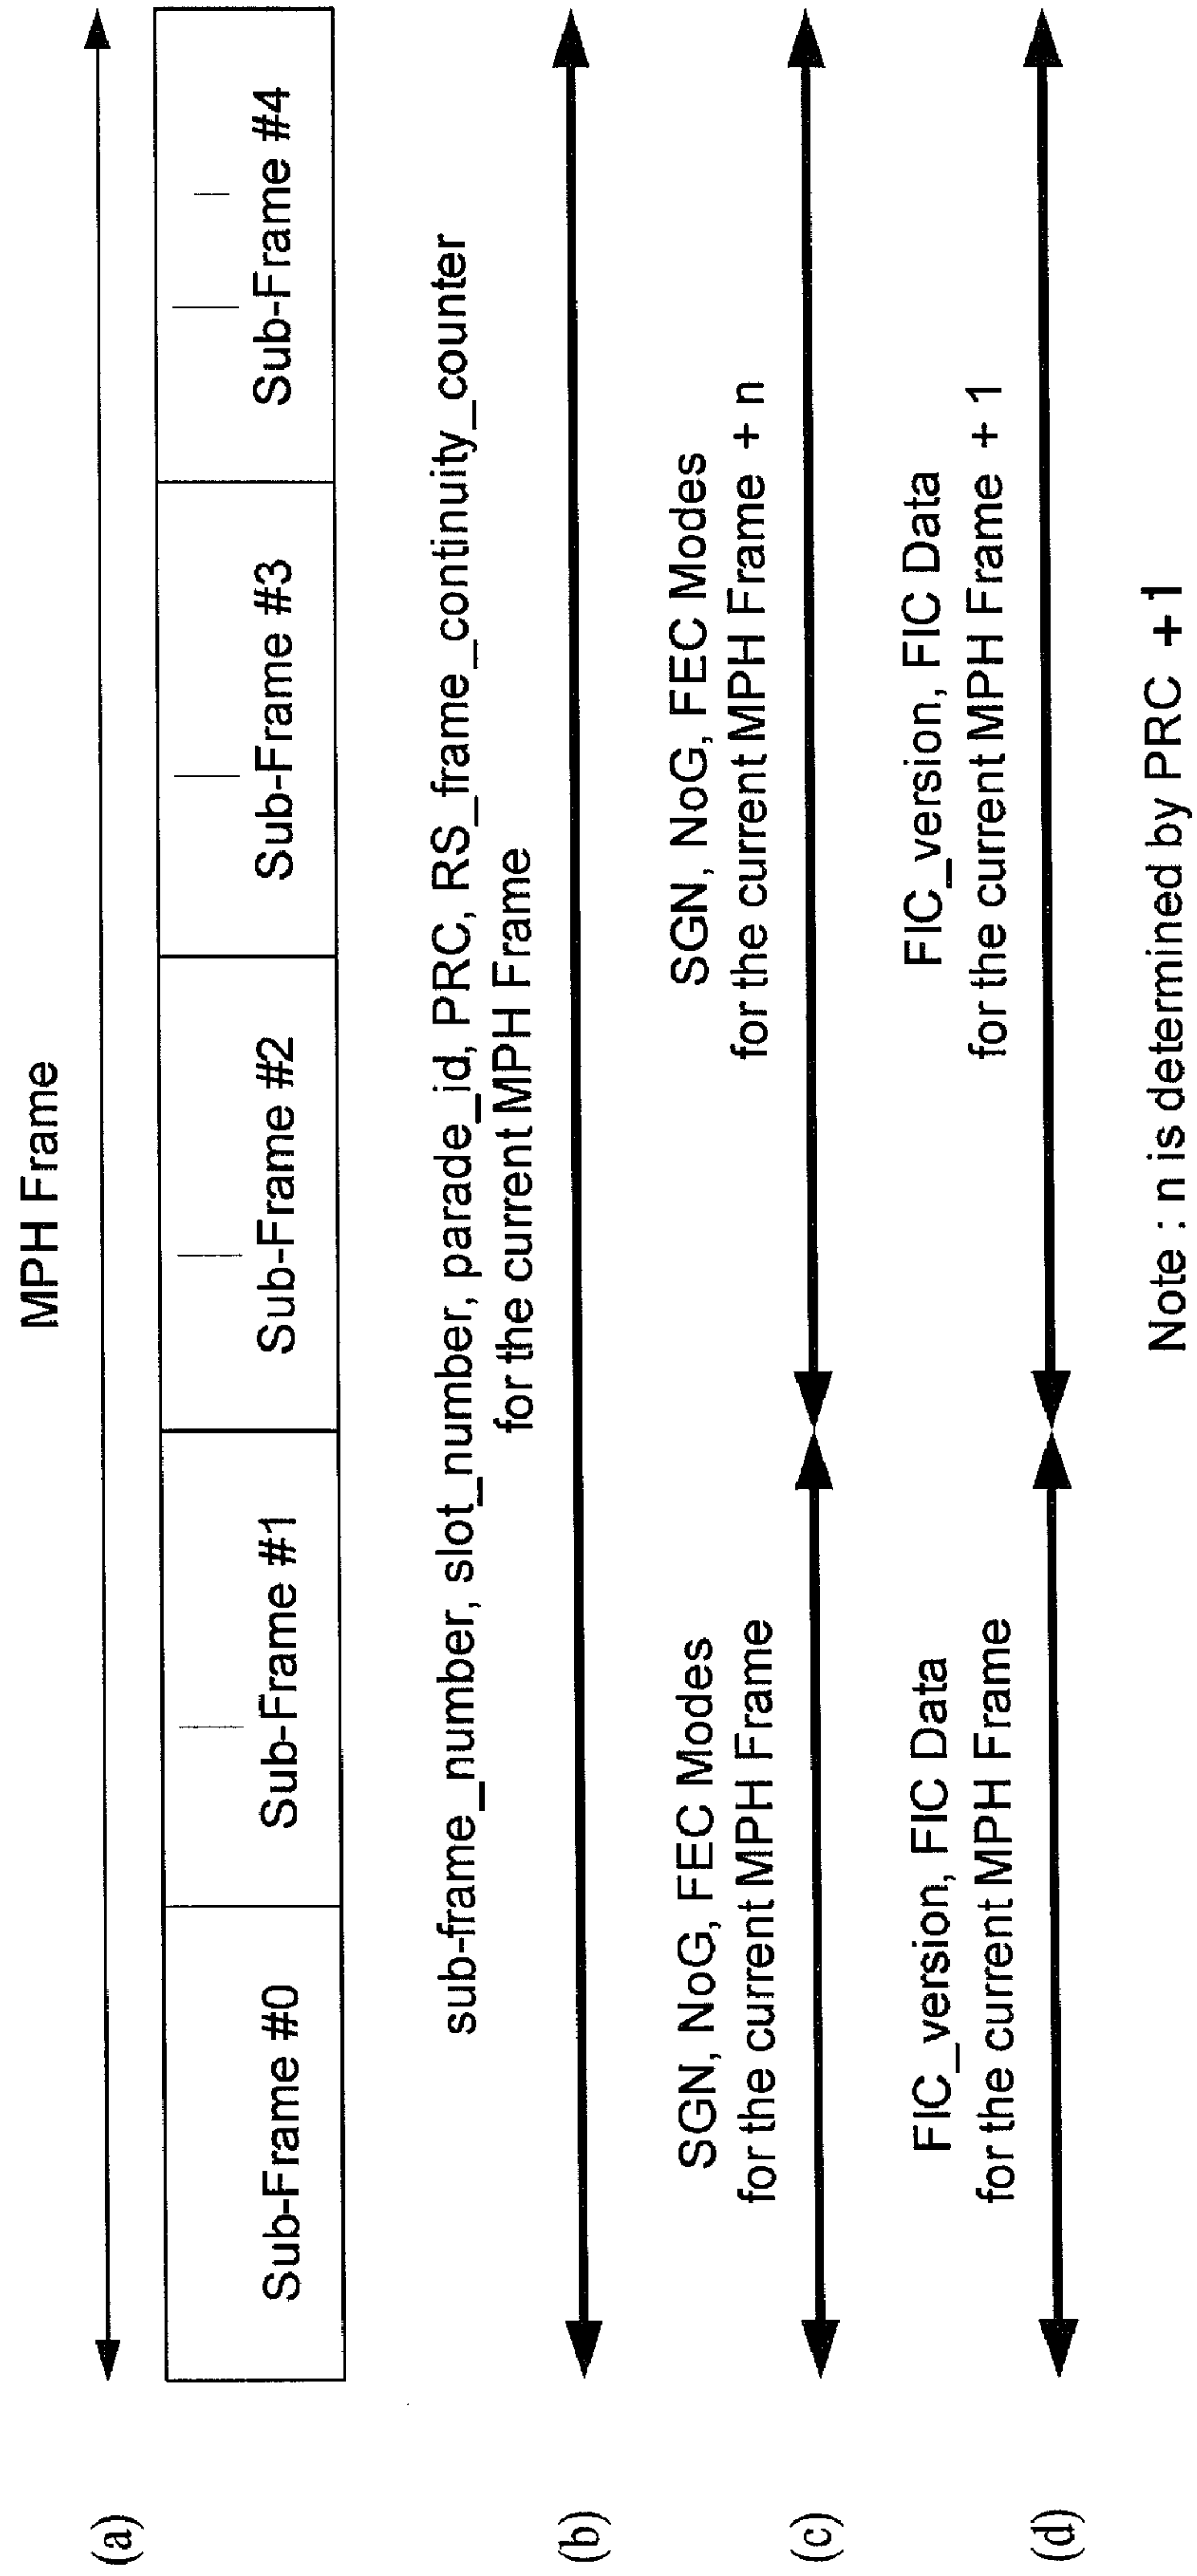 MPH Frame
(a)
Sub-Frame #0
Sub-Frame #1
Sub-Frame #2
Sub-Frame #3
Sub-Frame #4
sub-frame_number, slot_number, parade_id, PRC, RS_frame_continuity_counter
for the current MPH Frame
(b)
SGN, NoG, FEC Modes
for the current MPH Frame
SGN, NoG, FEC Modes
for the current MPH Frame + n
(c)
FIC_version, FIC Data
for the current MPH Frame
FIC_version, FIC Data
for the current MPH Frame + 1
(d)
Note : n is determined by PRC +1